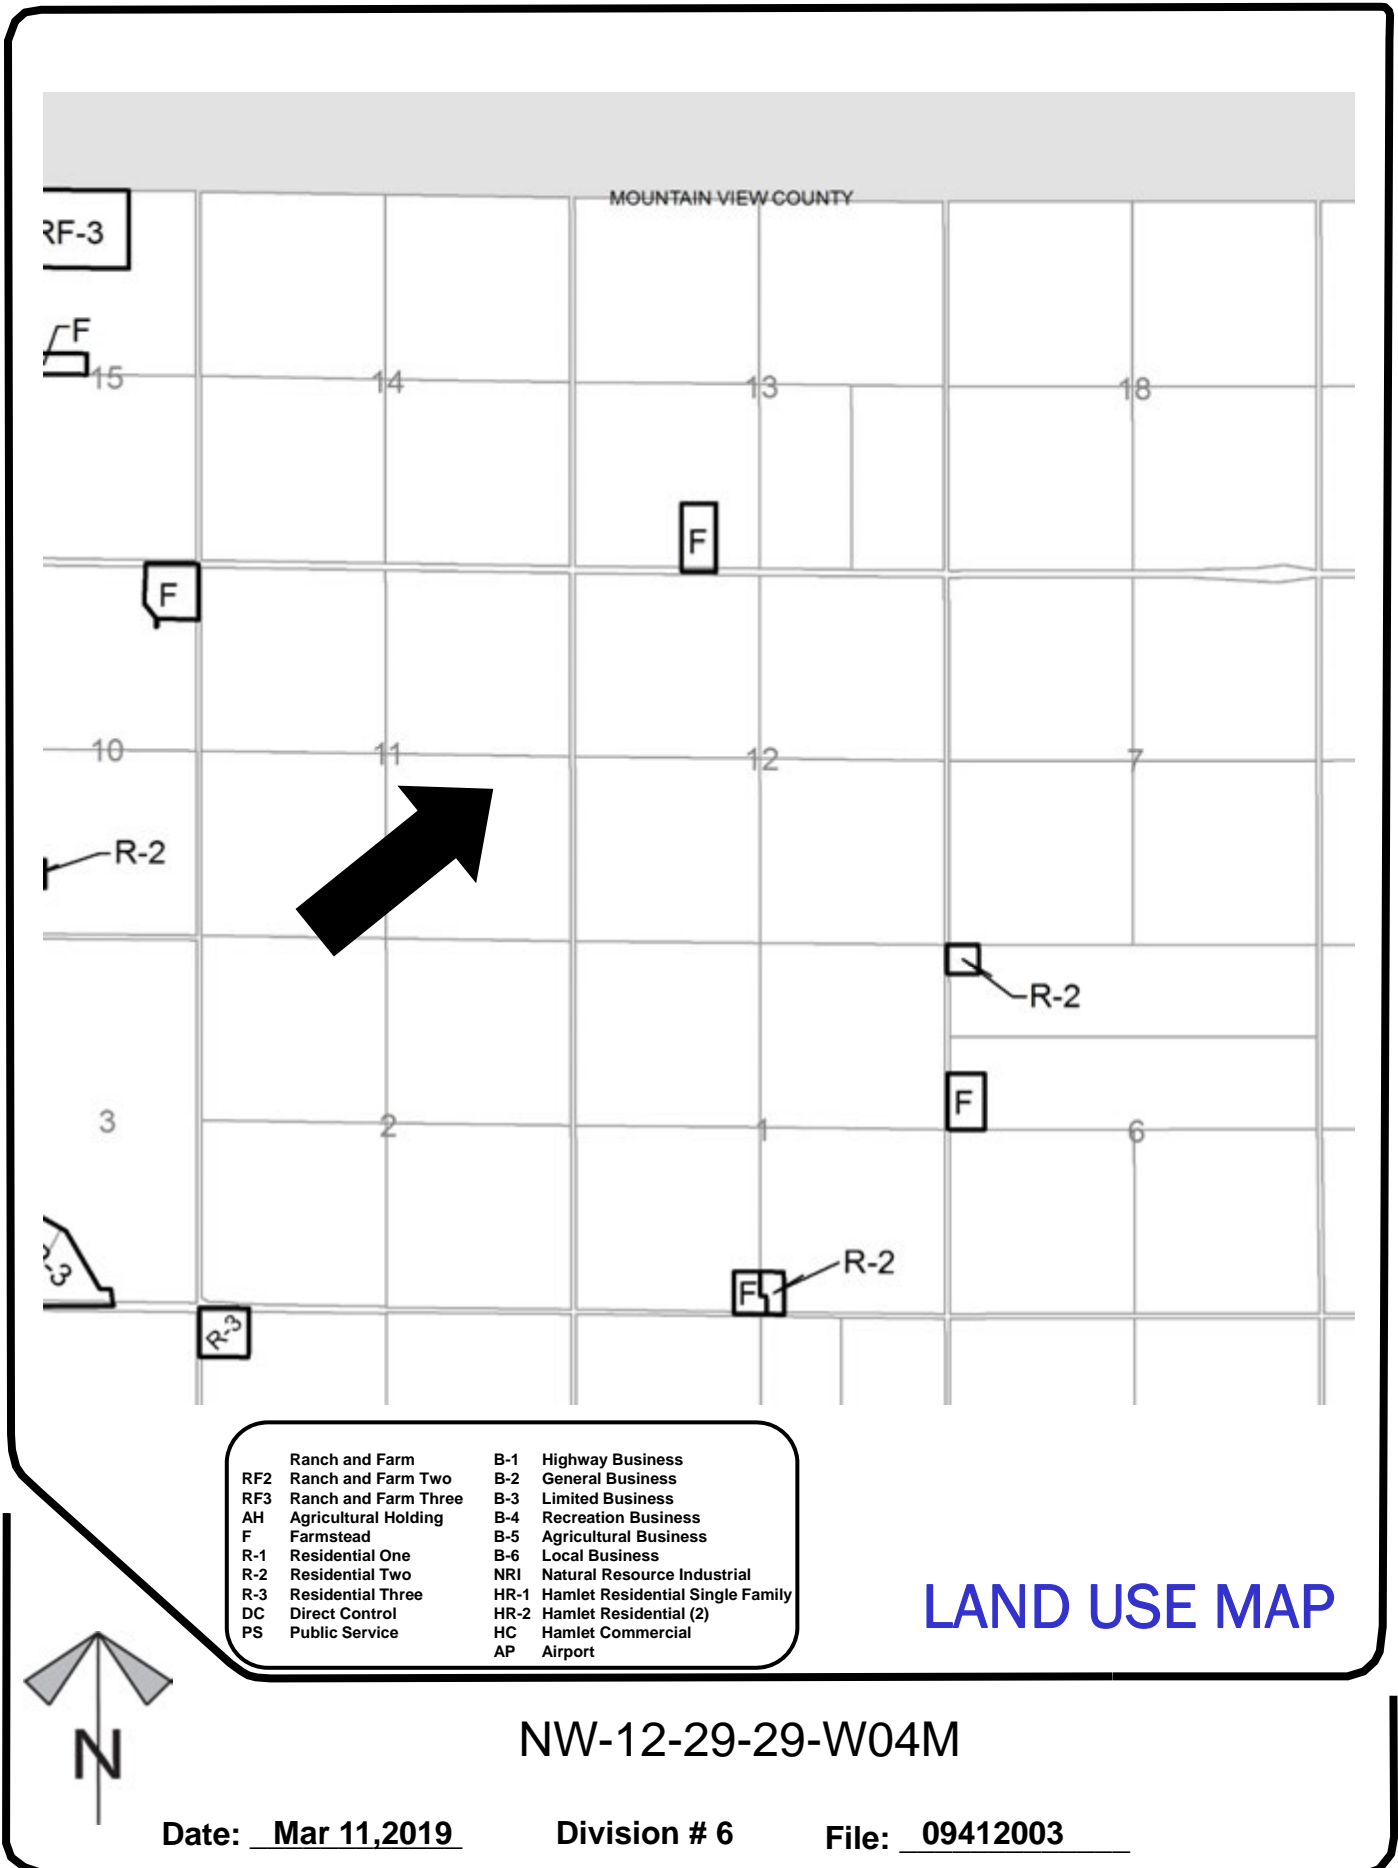 MOUNTAIN VIEW COUNTY
RF-3
F
15
14
13
18
F
F
10
11
12
7
R-2
R-2
F
3
2
1
6
R-2
F
R-3
Ranch and Farm
RF2 Ranch and Farm Two
RF3 Ranch and Farm Three
AH Agricultural Holding
F Farmstead
R-1 Residential One
R-2 Residential Two
R-3 Residential Three
DC Direct Control
PS Public Service
B-1 Highway Business
B-2 General Business
B-3 Limited Business
B-4 Recreation Business
B-5 Agricultural Business
B-6 Local Business
NRI Natural Resource Industrial
HR-1 Hamlet Residential Single Family
HR-2 Hamlet Residential (2)
HC Hamlet Commercial
AP Airport
LAND USE MAP
N
NW-12-29-29-W04M
Date: Mar 11,2019 Division # 6 File: 09412003